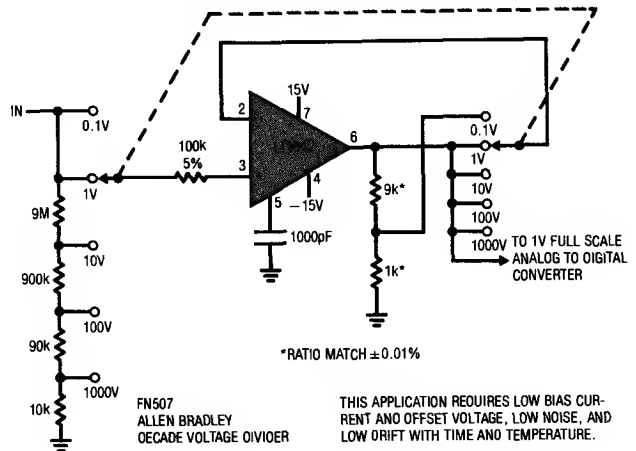 IN
0.1V
1V
9M
10V
900k
100V
90k
1000V
10k
100k
5%
2
3
15V
7
6
4
−15V
5
1000pF
9k*
1k*
0.1V
1V
10V
100V
1000V
TO 1V FULL SCALE
ANALOG TO OIGITAL
CONVERTER
*RATIO MATCH ±0.01%
FN507
ALLEN BRADLEY
OECADE VOLTAGE OIVIOER
THIS APPLICATION REQUIRES LOW BIAS CUR-
RENT ANO OFFSET VOLTAGE, LOW NOISE, AND
LOW ORIFT WITH TIME ANO TEMPERATURE.